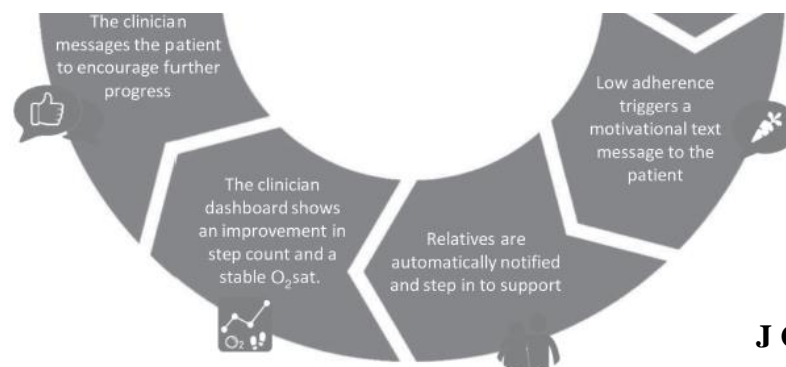 The clinician
messages the patient
to encourage further
progress
Low adherence
triggers a
motivational text
message to the
patient
The clinician
dashboard shows
an improvement in
step count and a
stable O₂sat.
Relatives are
automatically notified
and step in to support
O₂
J